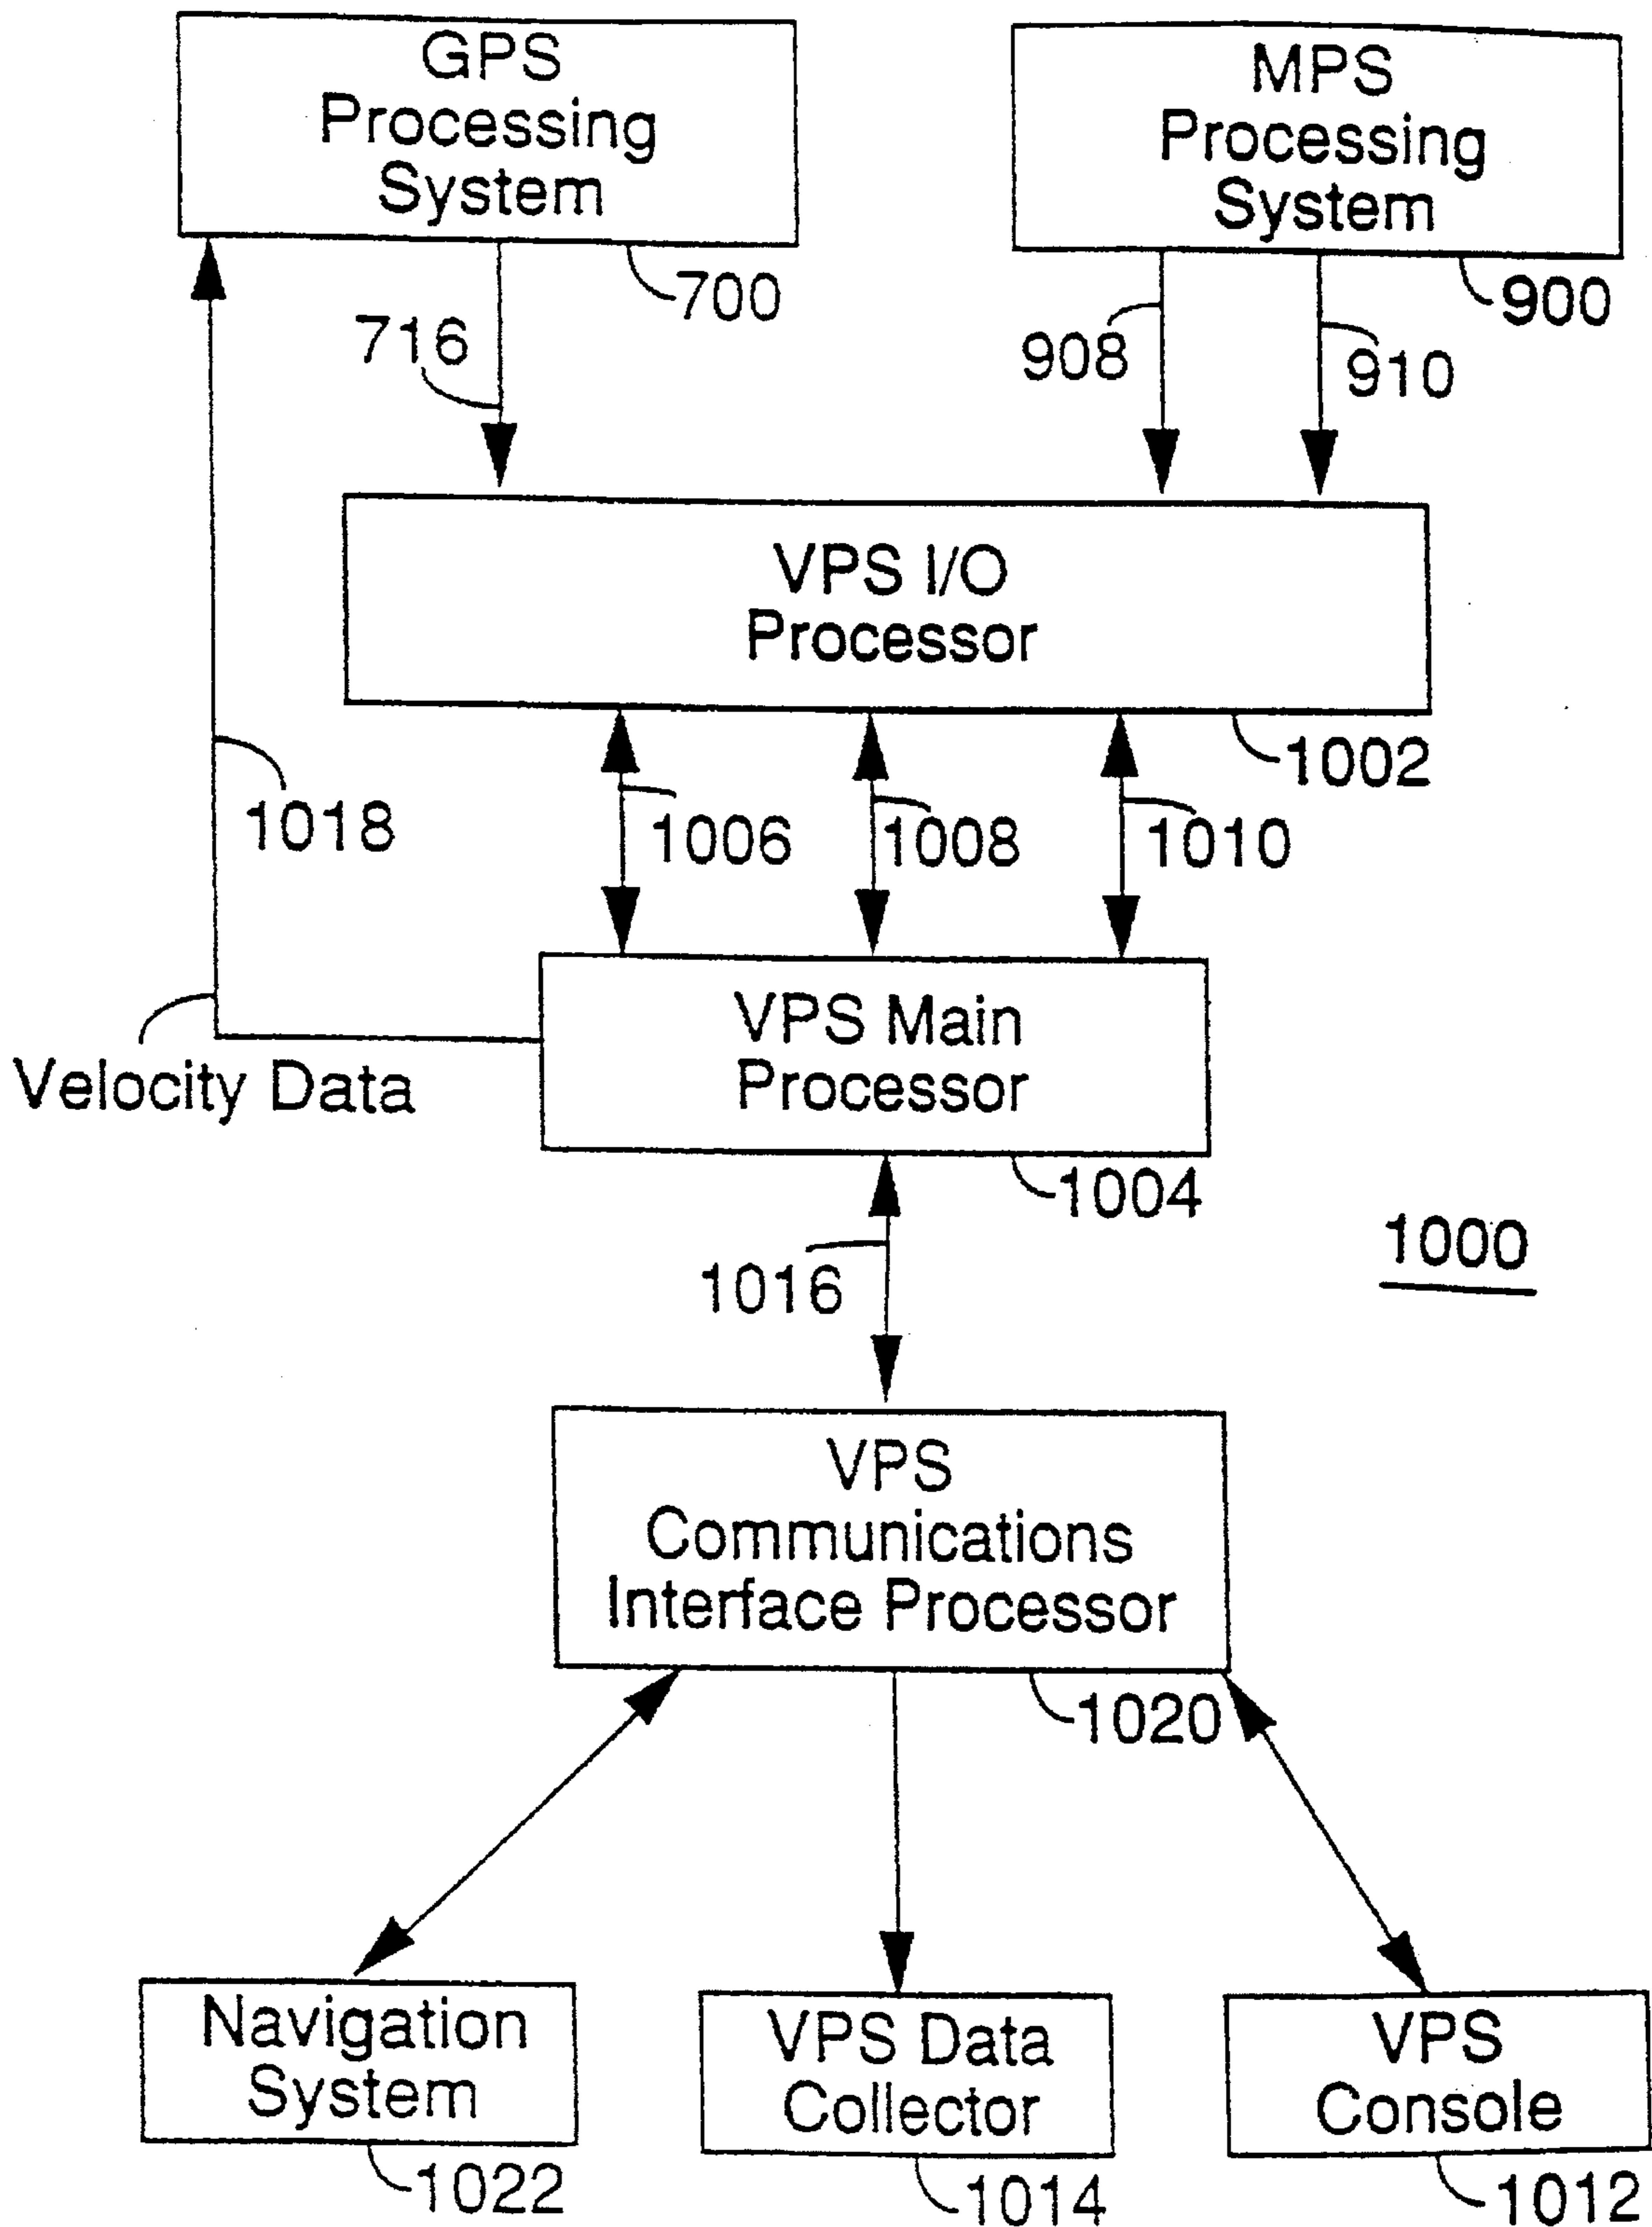 GPS
Processing
System
MPS
Processing
System
700
900
716
908
910
VPS I/O
Processor
1002
1018
1006
1008
1010
VPS Main
Processor
Velocity Data
1004
1000
1016
VPS
Communications
Interface Processor
1020
Navigation
System
VPS Data
Collector
VPS
Console
1022
1014
1012